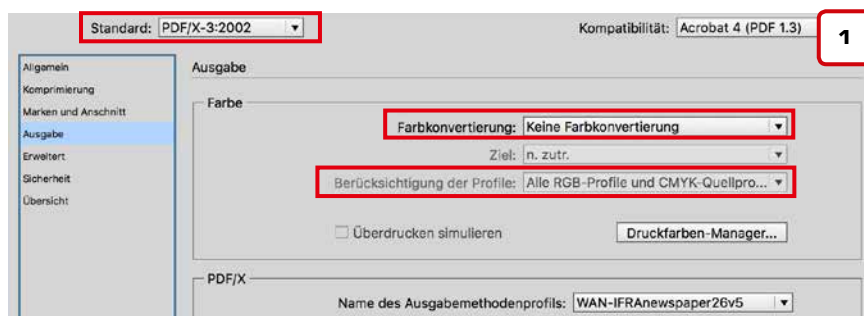 Standard: PDF/X-3:2002
Kompatibilität: Acrobat 4 (PDF 1.3)
1
Allgemein
Komprimierung
Marken und Anschnitt
Ausgabe
Erweitert
Sicherheit
Übersicht
Ausgabe
Farbe
Farbkonvertierung: Keine Farbkonvertierung
Ziel: n. zutr.
Berücksichtigung der Profile: Alle RGB-Profile und CMYK-Quellpro...
Überdrucken simulieren
Druckfarben-Manager...
PDF/X
Name des Ausgabemethodenprofils: WAN-IFRAnewspaper26v5